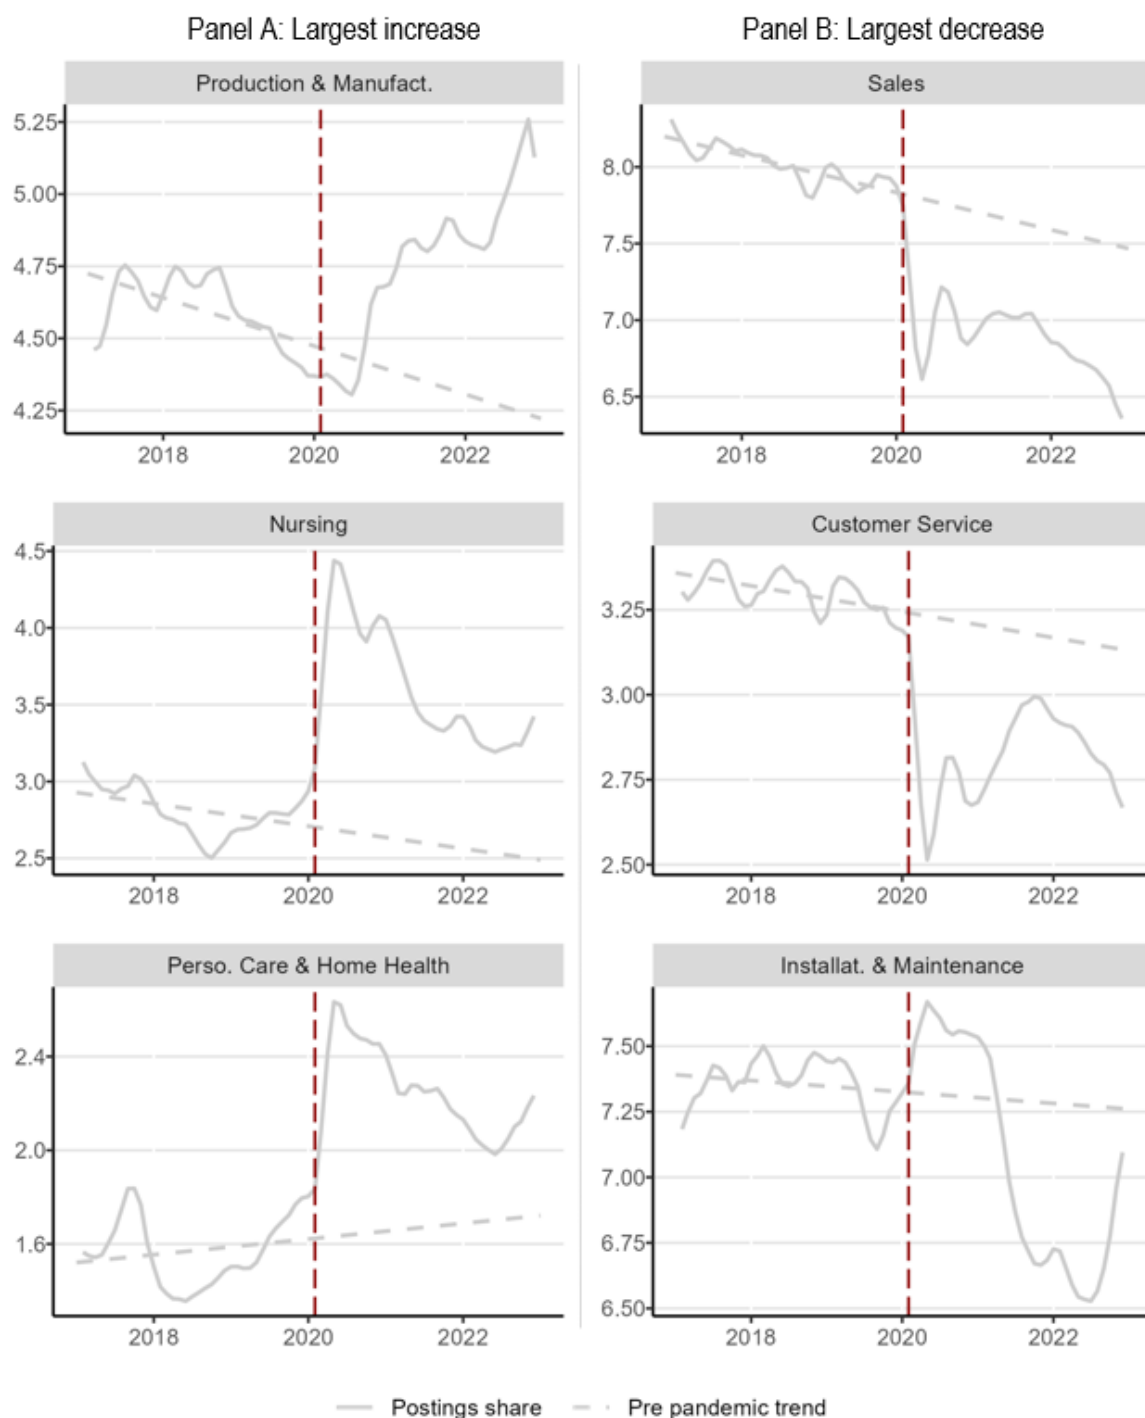 Panel A: Largest increase
Panel B: Largest decrease
Production & Manufact.
5.25
5.00
4.75
4.50
4.25
2018 2020 2022
Sales
8.0
7.5
7.0
6.5
2018 2020 2022
Nursing
4.5
4.0
3.5
3.0
2.5
2018 2020 2022
Customer Service
3.25
3.00
2.75
2.50
2018 2020 2022
Perso. Care & Home Health
2.4
2.0
1.6
2018 2020 2022
Installat. & Maintenance
7.50
7.25
7.00
6.75
6.50
2018 2020 2022
Postings share
Pre pandemic trend